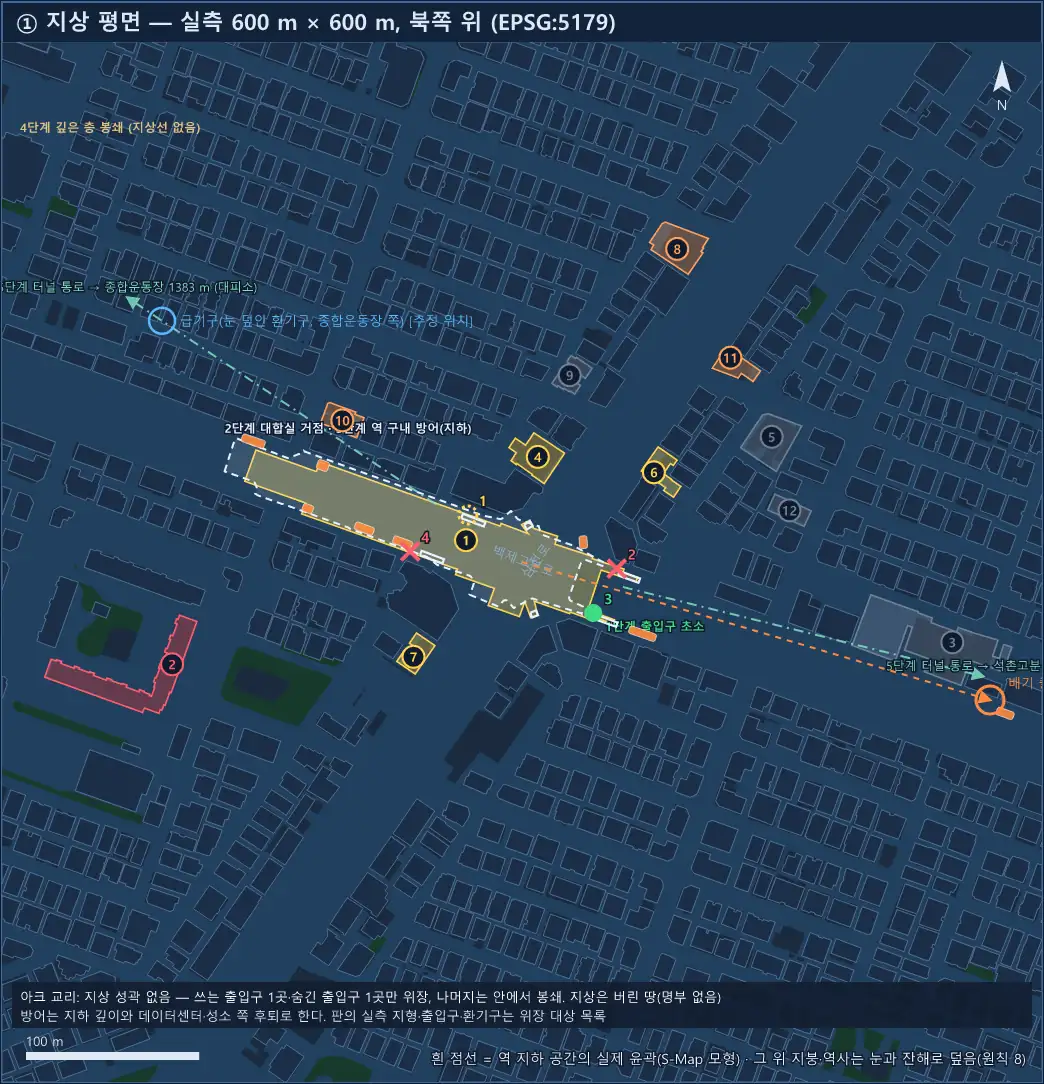 ① 지상 평면 — 실측 600 m × 600 m, 북쪽 위 (EPSG:5179)
N
4단계 깊은 층 봉쇄 (지상선 없음)
8
단계 터널 통로 → 종합운동장 1383 m (대피소)
급기구(눈 덮인 환기구, 종합운동장 쪽) [추정 위치]
11
9
10
2단계 대합실 거점
단계 역 구내 방어(지하)
5
4
6
1
12
4
1
백제고분로
2
3
1단계 출입구 초소
3
7
2
5단계 터널 통로 → 석촌고분
배기
아크 교리: 지상 성곽 없음 — 쓰는 출입구 1곳·숨긴 출입구 1곳만 위장, 나머지는 안에서 봉쇄. 지상은 버린 땅(명부 없음)
방어는 지하 깊이와 데이터센터·성소 쪽 후퇴로 한다. 판의 실측 지형·출입구·환기구는 위장 대상 목록
100 m
흰 점선 = 역 지하 공간의 실제 윤곽(S-Map 모형) · 그 위 지붕·역사는 눈과 잔해로 덮음(원칙 8)